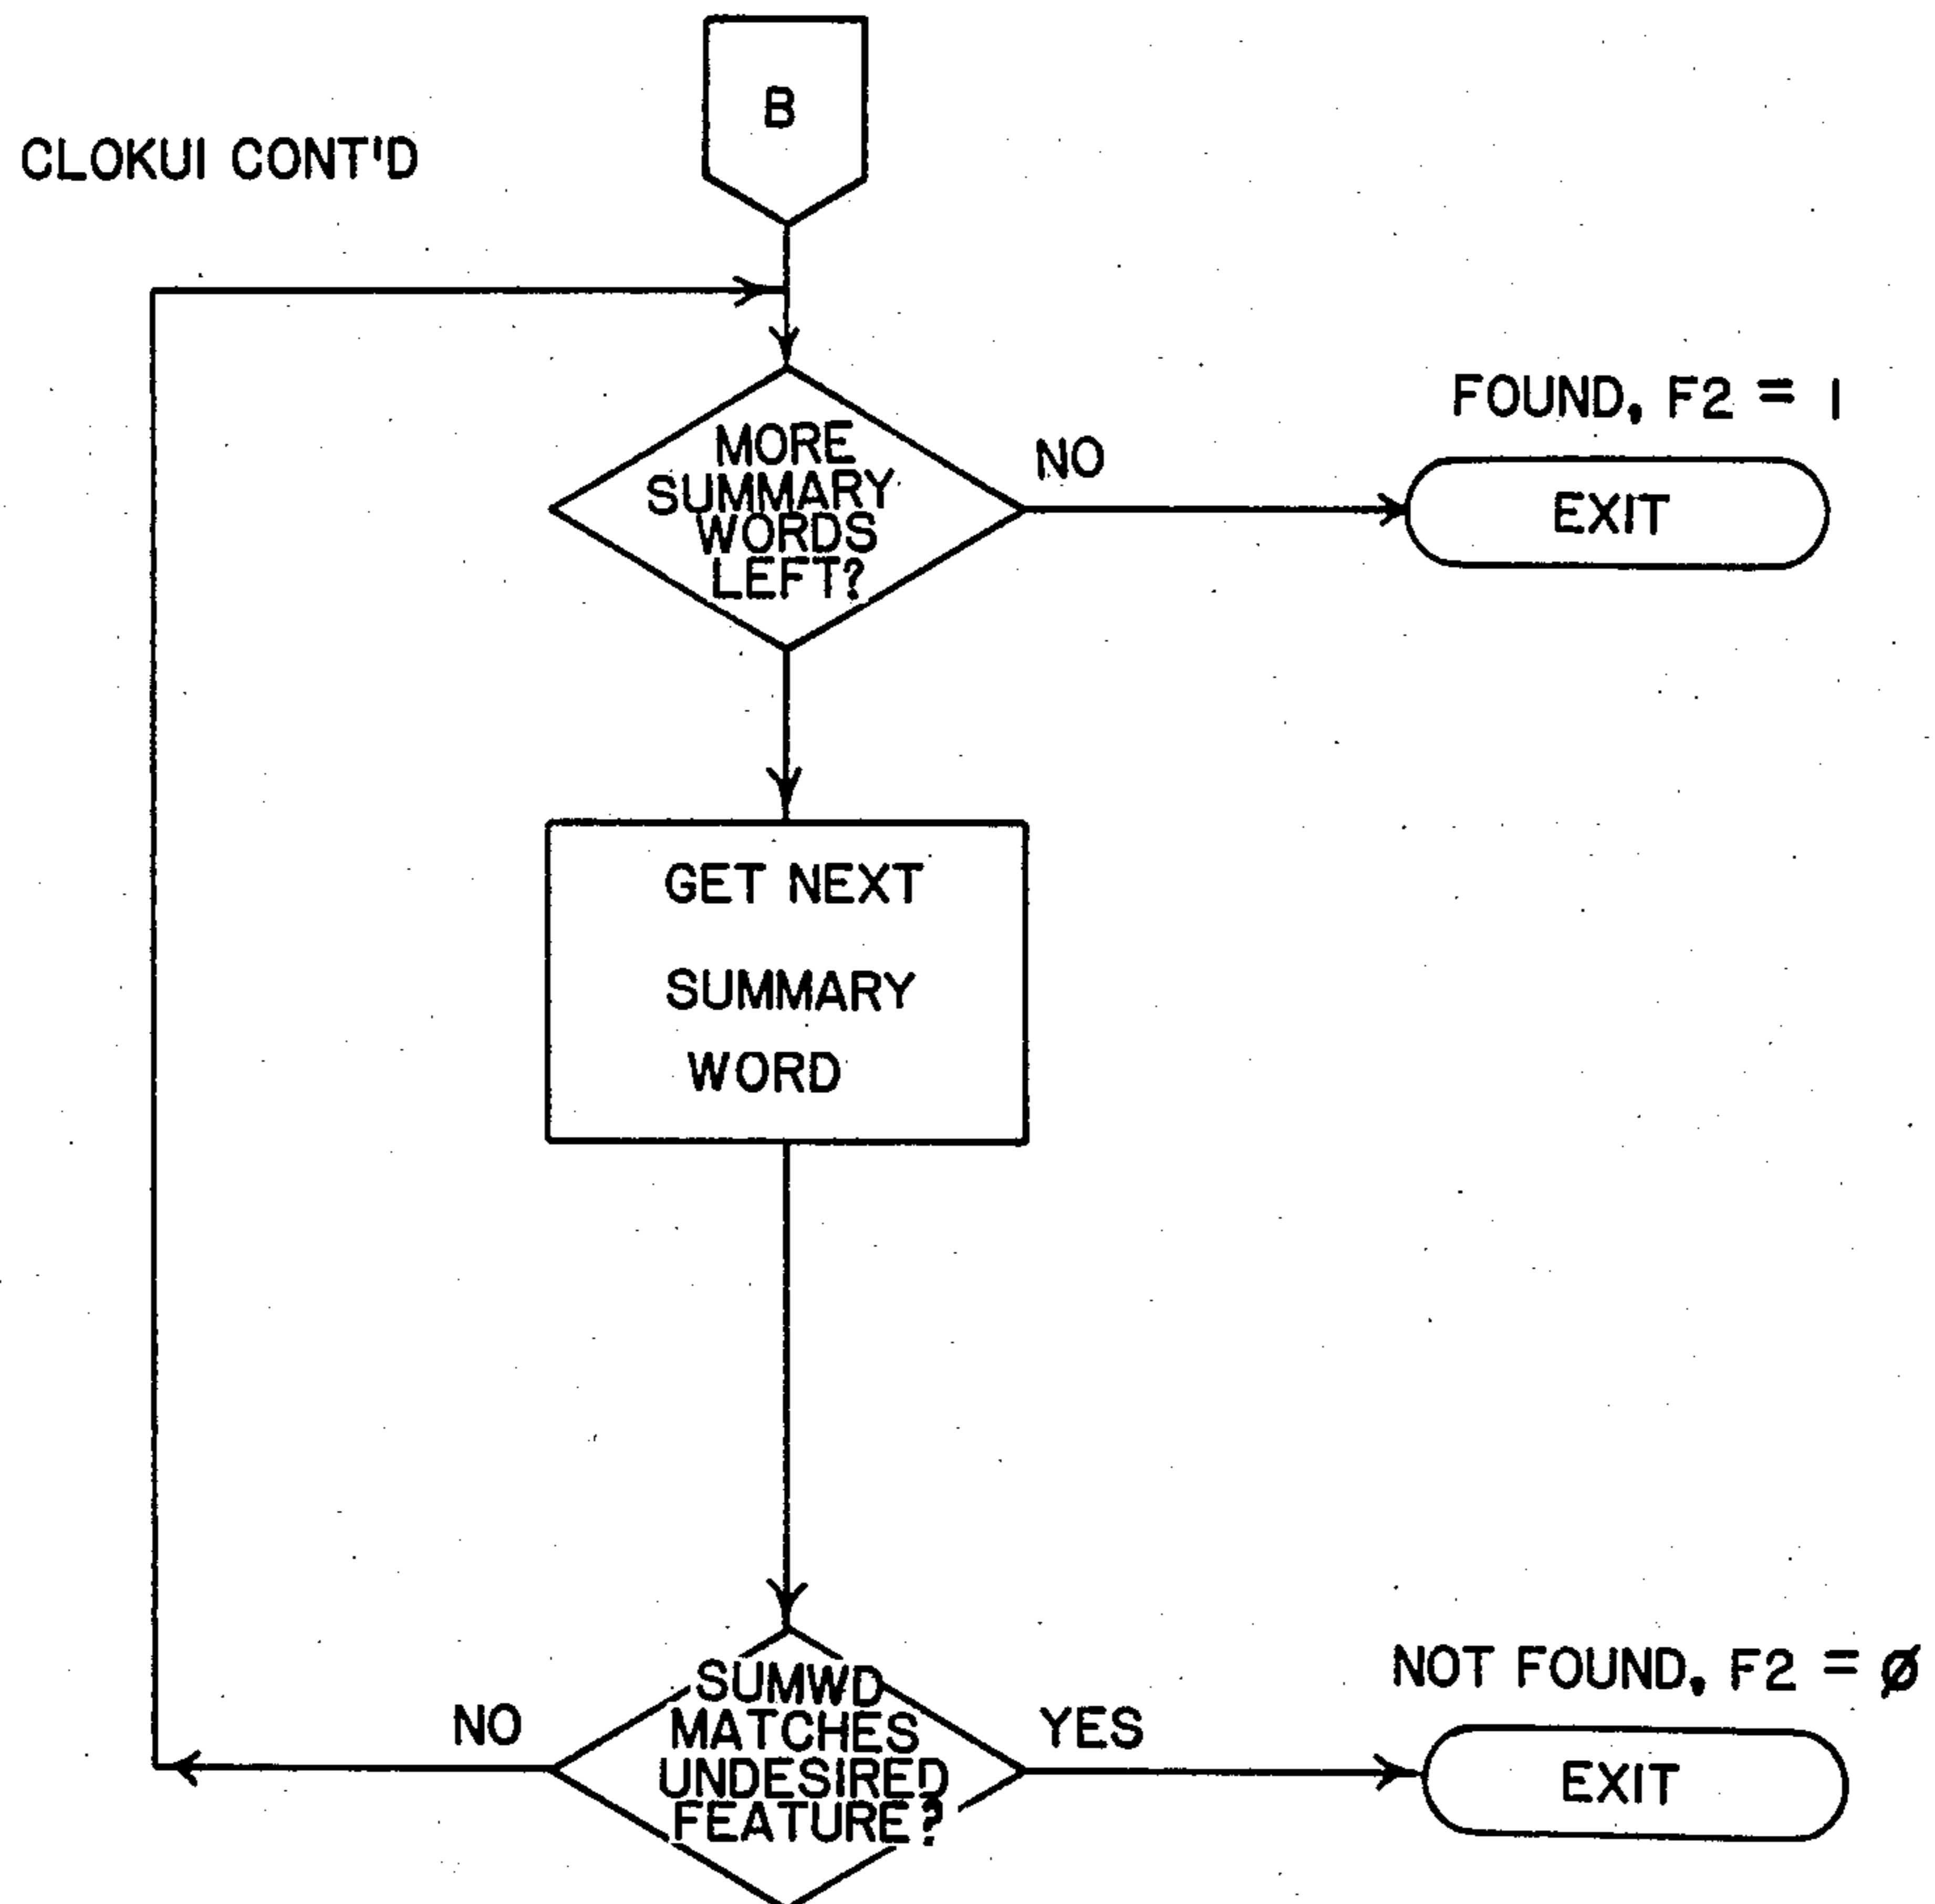 B
CLOKUI CONT'D
MORE
SUMMARY
WORDS
LEFT?
NO
FOUND, F2 = 1
EXIT
GET NEXT
SUMMARY
WORD
SUMWD
MATCHES
UNDESIRED
FEATURE?
NO
YES
NOT FOUND, F2 = Ø
EXIT